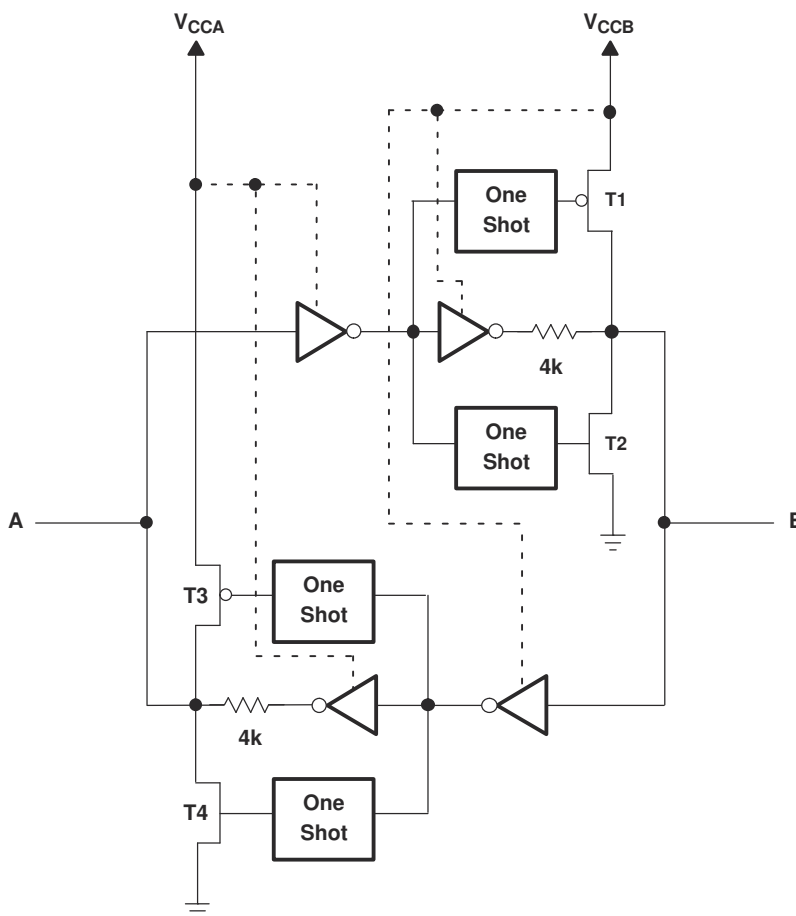 VCCA
VCCB
One
Shot
T1
4k
One
Shot
T2
A
B
T3
One
Shot
4k
T4
One
Shot